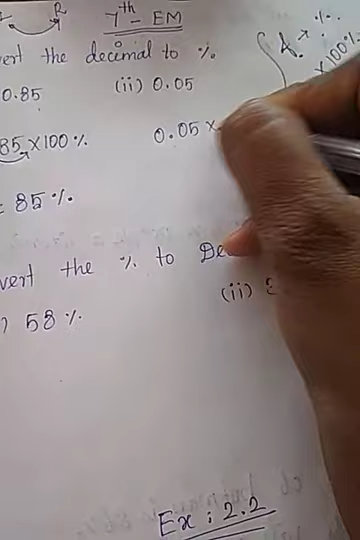 R 7th - EM
vert the decimal to %
0.85 (ii) 0.05
×100%
85 ×100% 0.05 ×
= 85%
vert the % to De
) 58% (ii)
Ex : 2.2